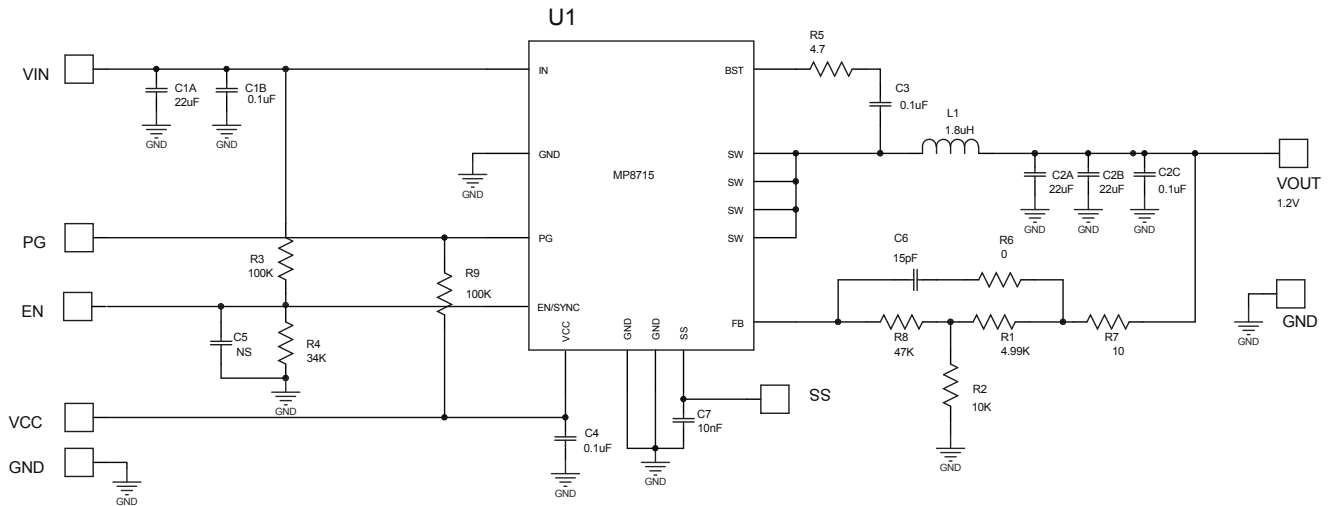 U1
R5
4.7
VIN
IN
BST
C1A
22uF
C1B
0.1uF
C3
0.1uF
GND
GND
L1
1.8uH
GND
SW
MP8715
GND
SW
C2A
22uF
C2B
22uF
C2C
0.1uF
VOUT
1.2V
SW
GND
GND
GND
PG
PG
SW
C6
15pF
R6
0
R3
100K
R9
100K
EN
EN/SYNC
GND
FB
C5
NS
R4
34K
VCC
GND
GND
SS
R8
47K
R1
4.99K
R7
10
GND
R2
10K
GND
SS
VCC
C7
10nF
C4
0.1uF
GND
GND
GND
GND
GND